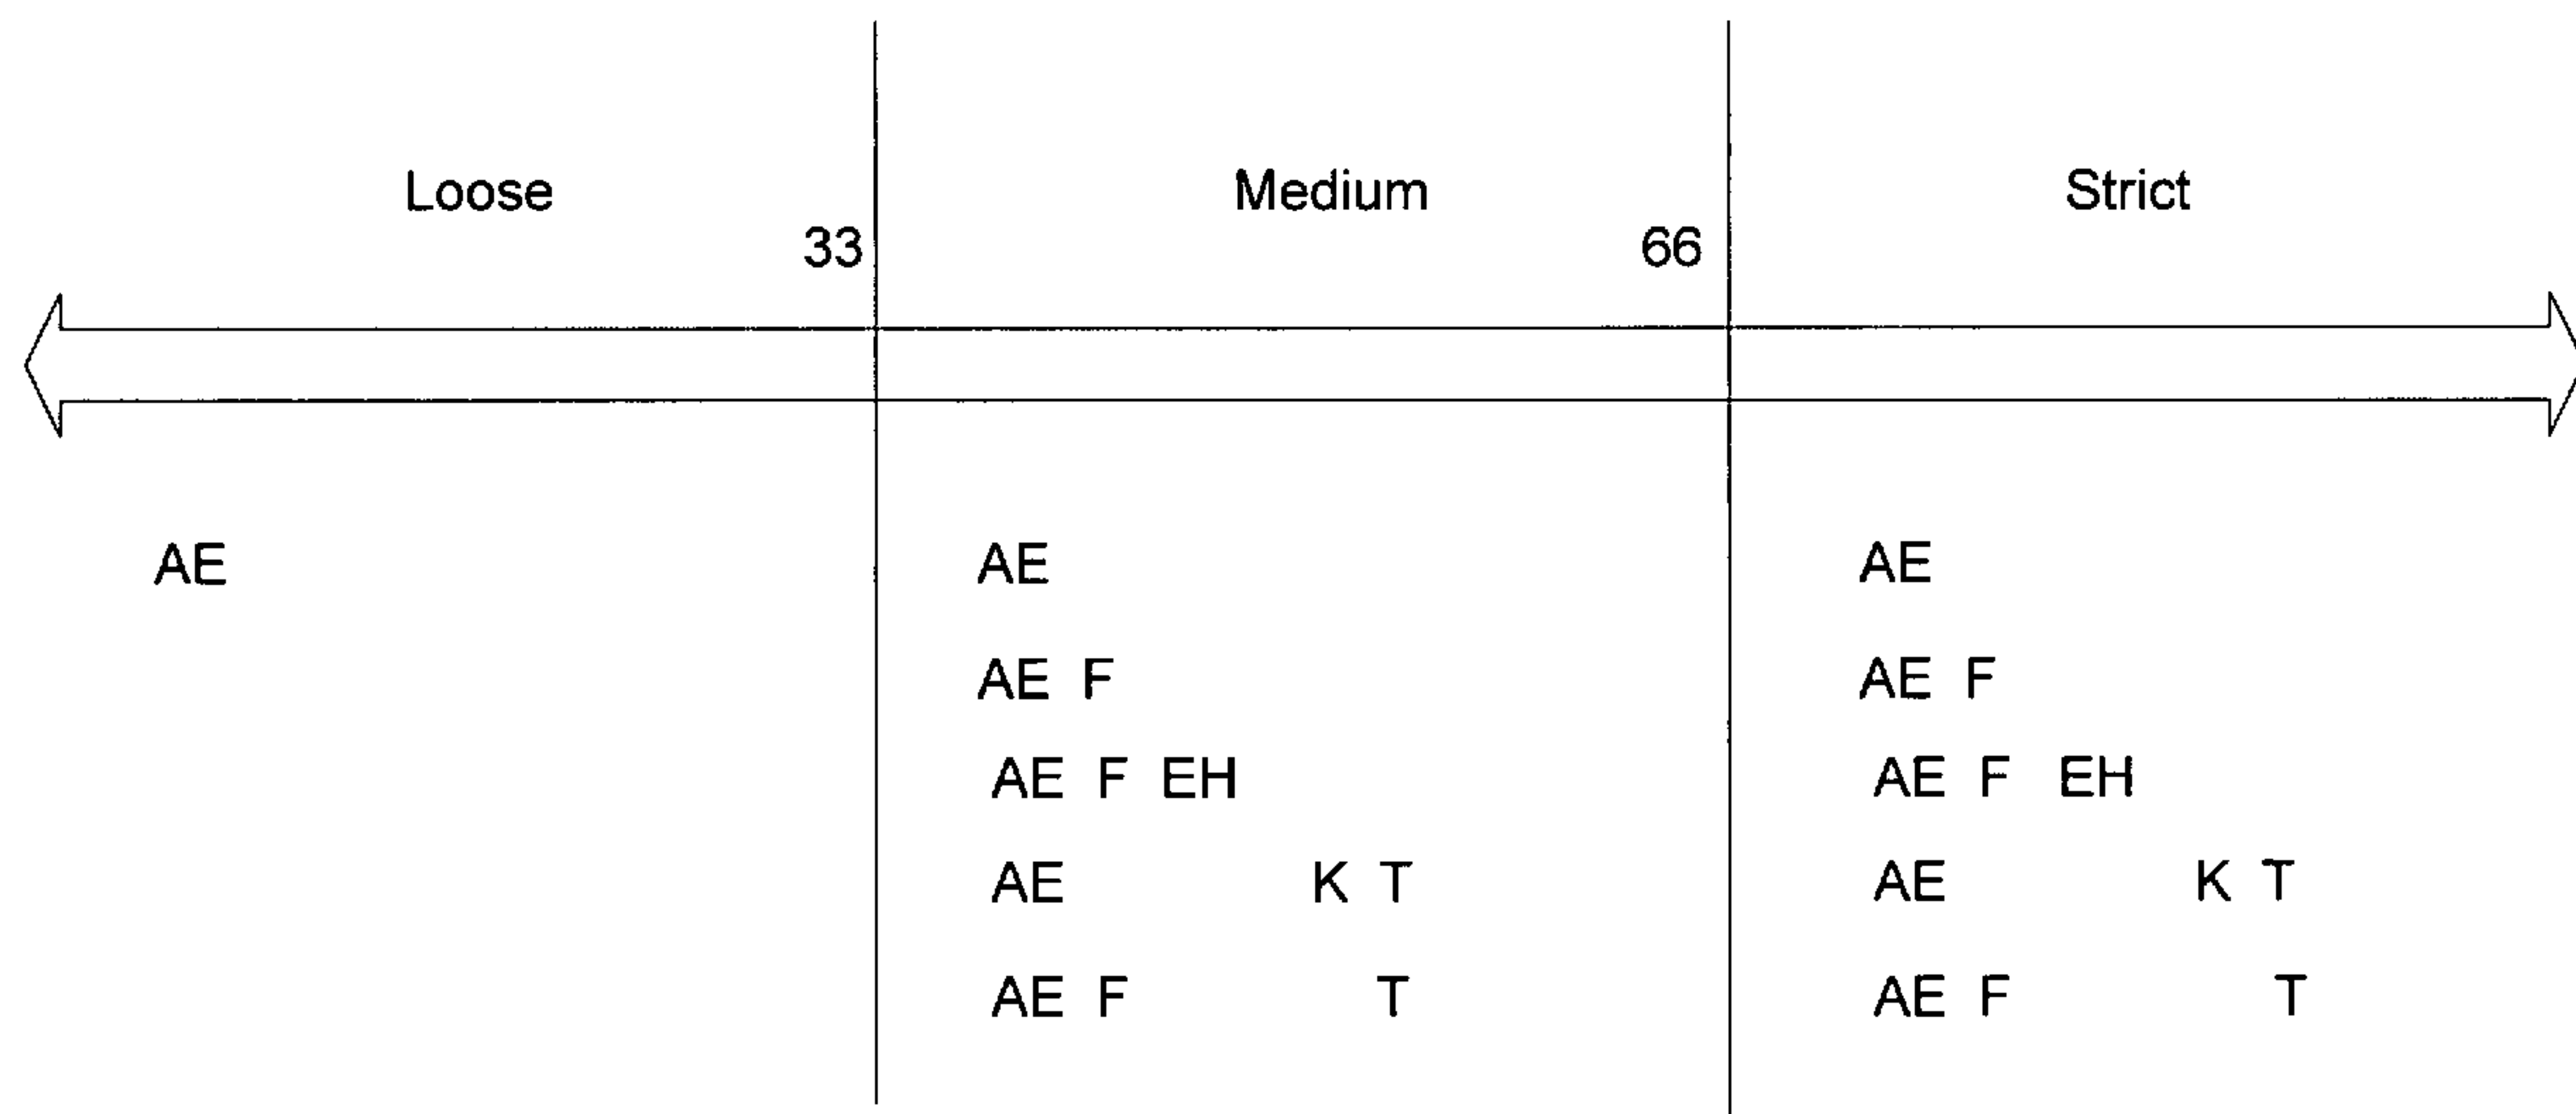 Loose Medium Strict
33 66
AE AE AE
AE F AE F
AE F EH AE F EH
AE K T AE K T
AE F T AE F T